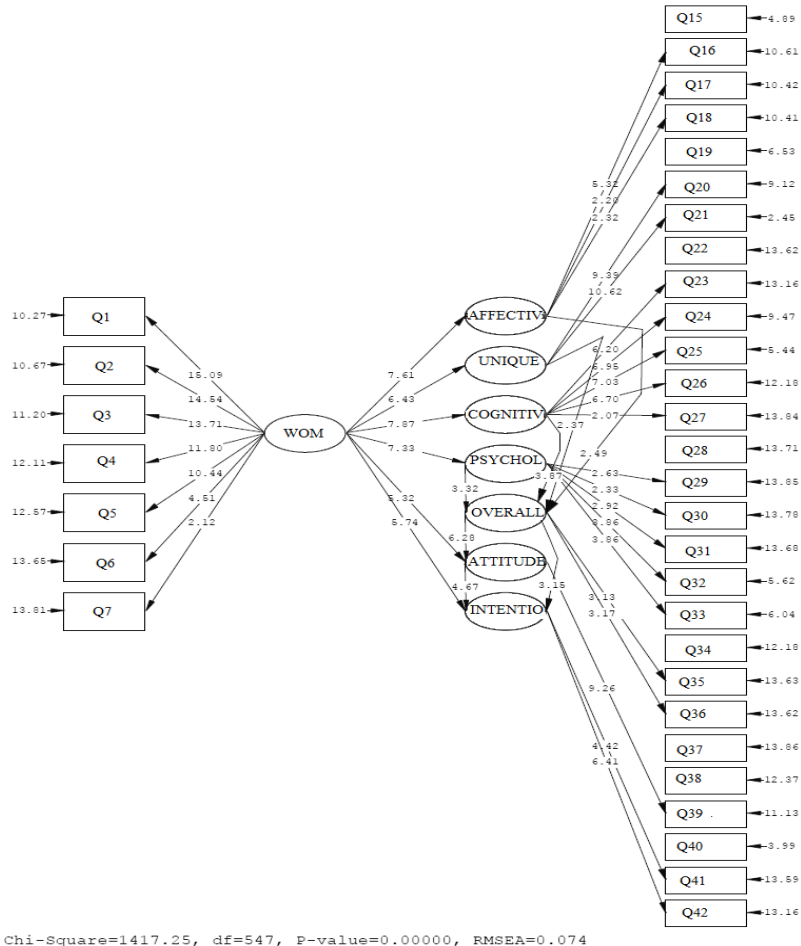 Q15 4.89
Q16 10.61
Q17 10.42
Q18 10.41
Q19 6.53
Q20 9.12
Q21 2.45
Q22 13.62
Q23 13.16
Q24 9.47
Q25 5.44
Q26 12.18
Q27 13.84
Q28 13.71
Q29 13.85
Q30 13.78
Q31 13.68
Q32 5.62
Q33 6.04
Q34 12.18
Q35 13.63
Q36 13.62
Q37 13.86
Q38 12.37
Q39 . 11.13
Q40 3.99
Q41 13.59
Q42 13.16
10.27 Q1
10.67 Q2
11.20 Q3
12.11 Q4
12.57 Q5
13.65 Q6
13.81 Q7
15.09
14.54
13.71
11.80
10.44
4.51
2.12
WOM
7.61
6.43
7.87
7.33
5.32
5.74
AFFECTIV
UNIQUE
COGNITIV
PSYCHOL
OVERALL
ATTITUDE
INTENTIO
3.32
6.28
4.67
5.32
2.20
2.32
9.39
10.62
6.20
6.95
7.03
6.70
2.07
2.37
2.49
3.87
2.63
2.33
2.92
3.86
3.86
3.15
3.13
3.17
9.26
4.42
6.41
Chi-Square=1417.25, df=547, P-value=0.00000, RMSEA=0.074